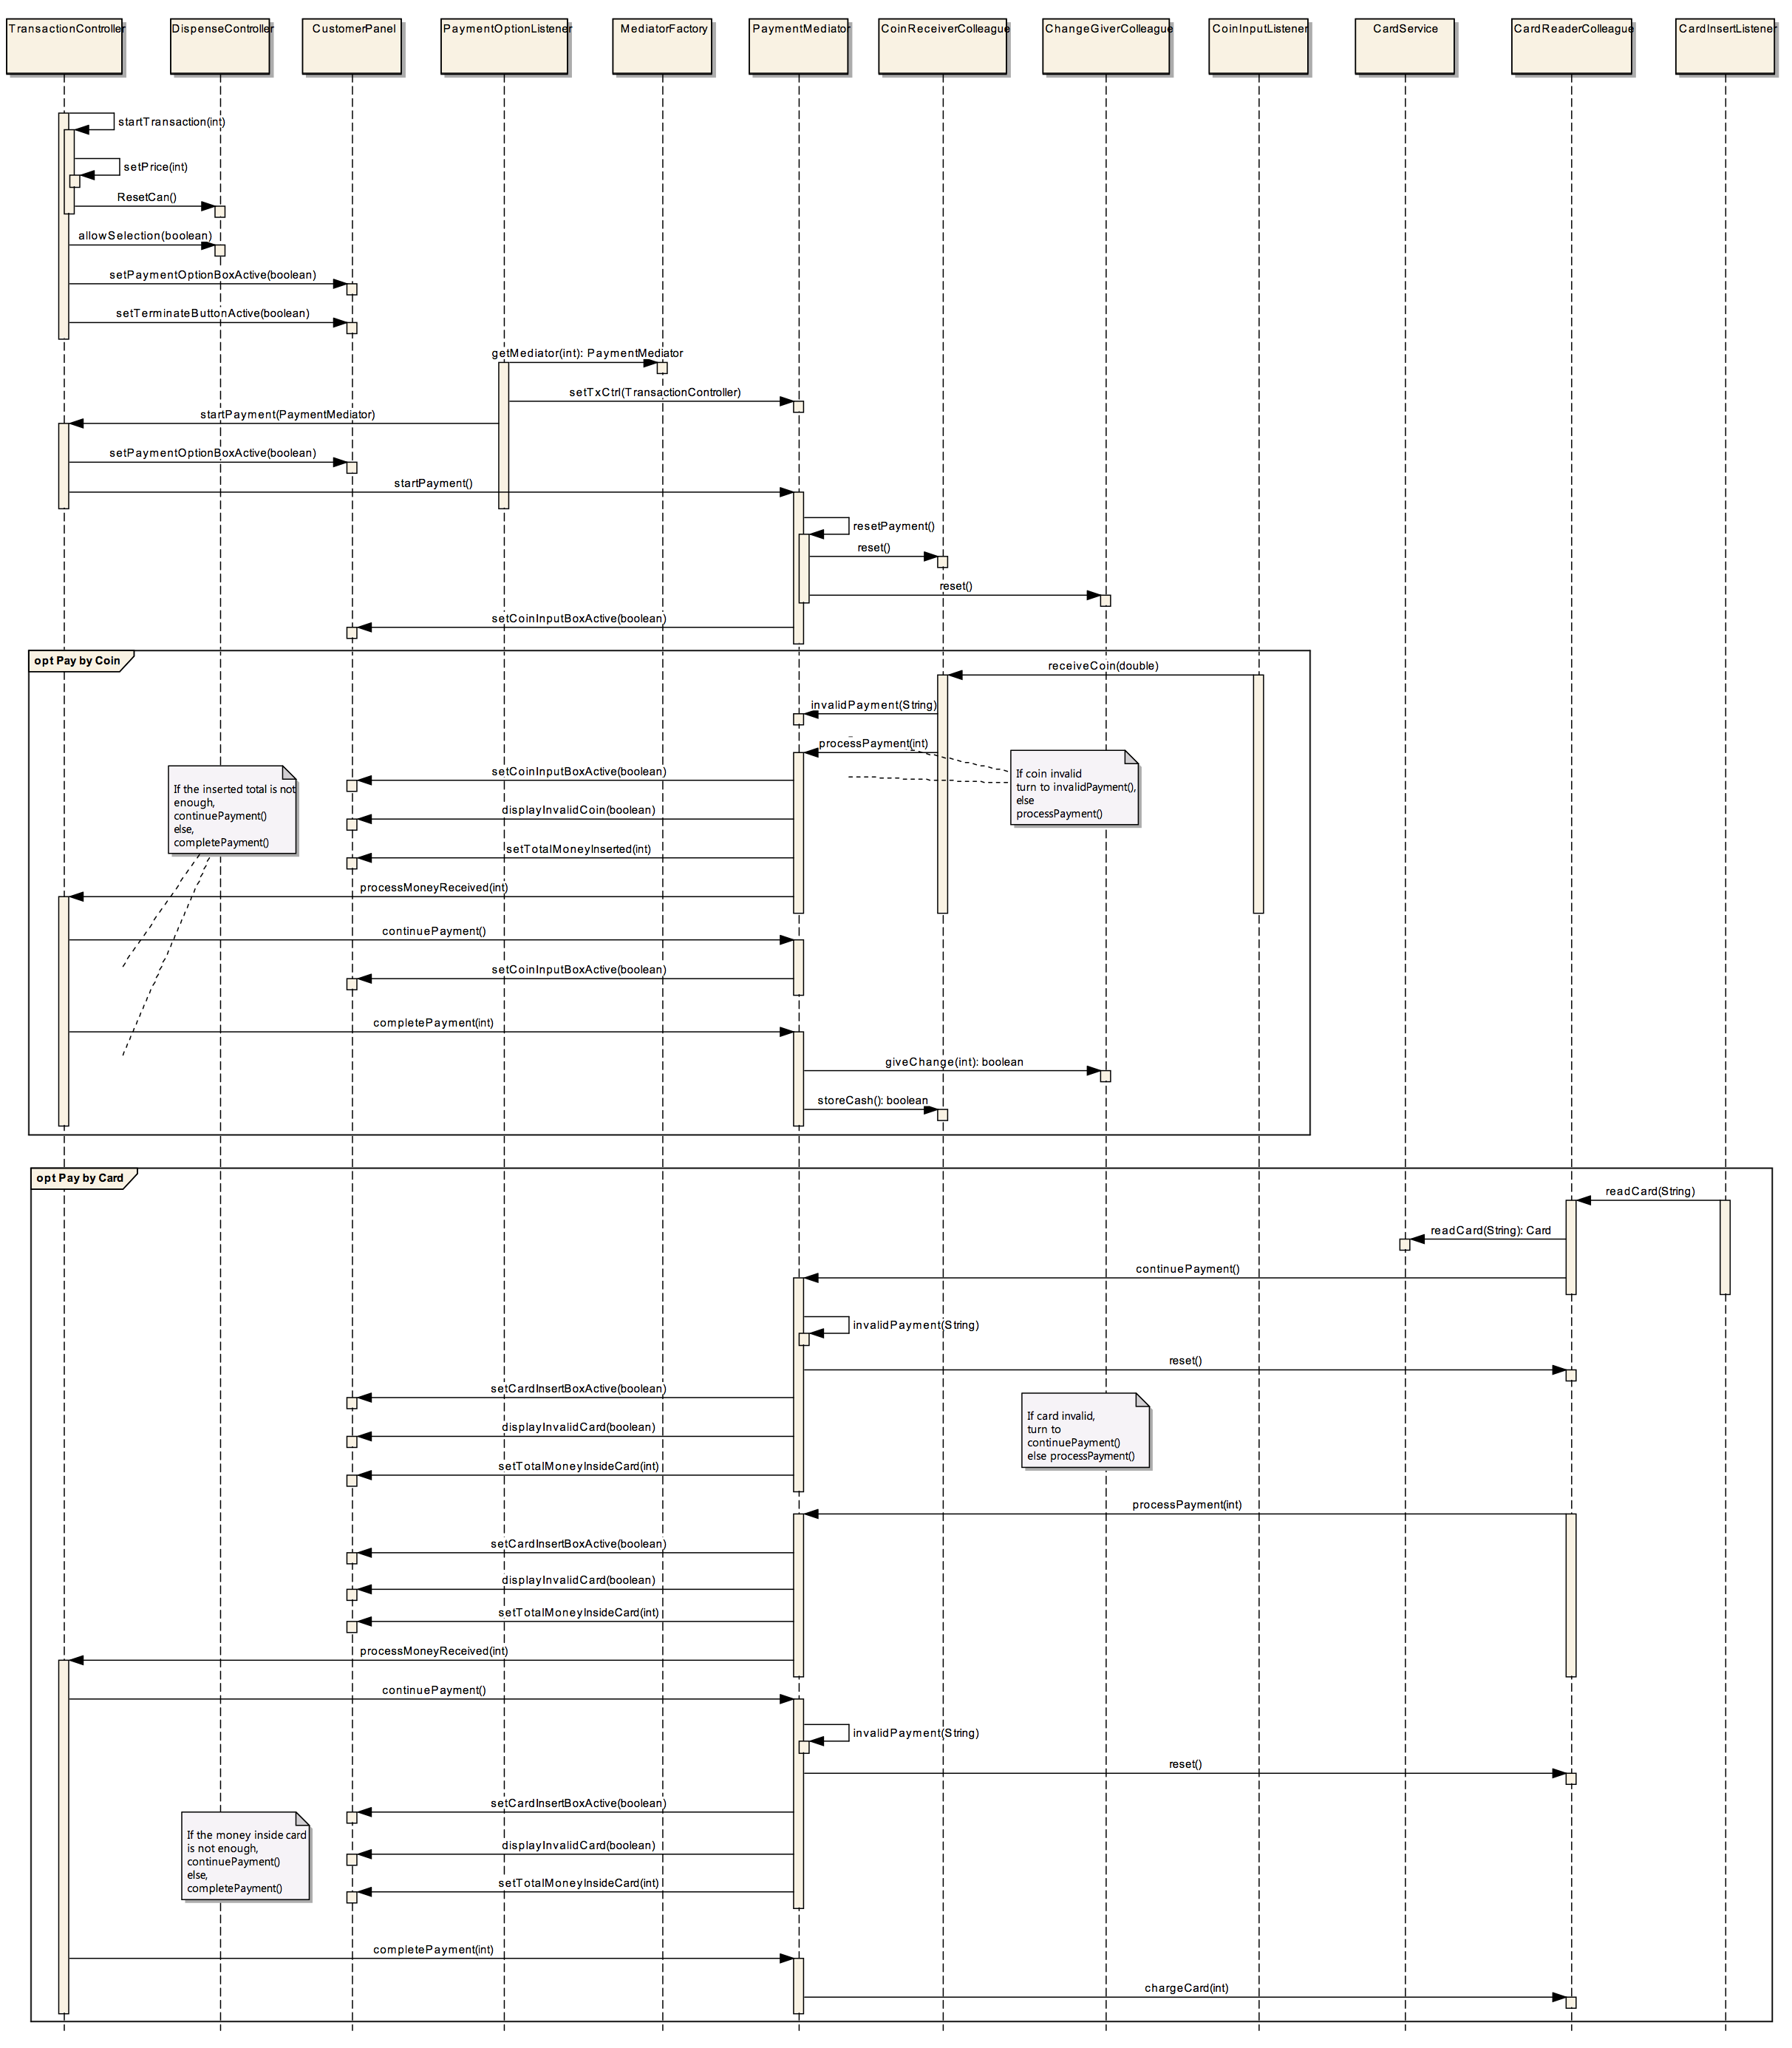 TransactionController
DispenseController
CustomerPanel
PaymentOptionListener
MediatorFactory
PaymentMediator
CoinReceiverColleague
ChangeGiverColleague
CoinInputListener
CardService
CardReaderColleague
CardInsertListener
startTransaction(int)
setPrice(int)
ResetCan()
allowSelection(boolean)
setPaymentOptionBoxActive(boolean)
setTerminateButtonActive(boolean)
getMediator(int): PaymentMediator
setTxCtrl(TransactionController)
startPayment(PaymentMediator)
setPaymentOptionBoxActive(boolean)
startPayment()
resetPayment()
reset()
reset()
setCoinInputBoxActive(boolean)
opt Pay by Coin
receiveCoin(double)
invalidPayment(String)
processPayment(int)
If coin invalid
turn to invalidPayment(),
else
processPayment()
setCoinInputBoxActive(boolean)
If the inserted total is not
enough,
continuePayment()
else,
completePayment()
displayInvalidCoin(boolean)
setTotalMoneyInserted(int)
processMoneyReceived(int)
continuePayment()
setCoinInputBoxActive(boolean)
completePayment(int)
giveChange(int): boolean
storeCash(): boolean
opt Pay by Card
readCard(String)
readCard(String): Card
continuePayment()
invalidPayment(String)
reset()
setCardInsertBoxActive(boolean)
If card invalid,
turn to
continuePayment()
else processPayment()
displayInvalidCard(boolean)
setTotalMoneyInsideCard(int)
processPayment(int)
setCardInsertBoxActive(boolean)
displayInvalidCard(boolean)
setTotalMoneyInsideCard(int)
processMoneyReceived(int)
continuePayment()
invalidPayment(String)
reset()
setCardInsertBoxActive(boolean)
If the money inside card
is not enough,
continuePayment()
else,
completePayment()
displayInvalidCard(boolean)
setTotalMoneyInsideCard(int)
completePayment(int)
chargeCard(int)